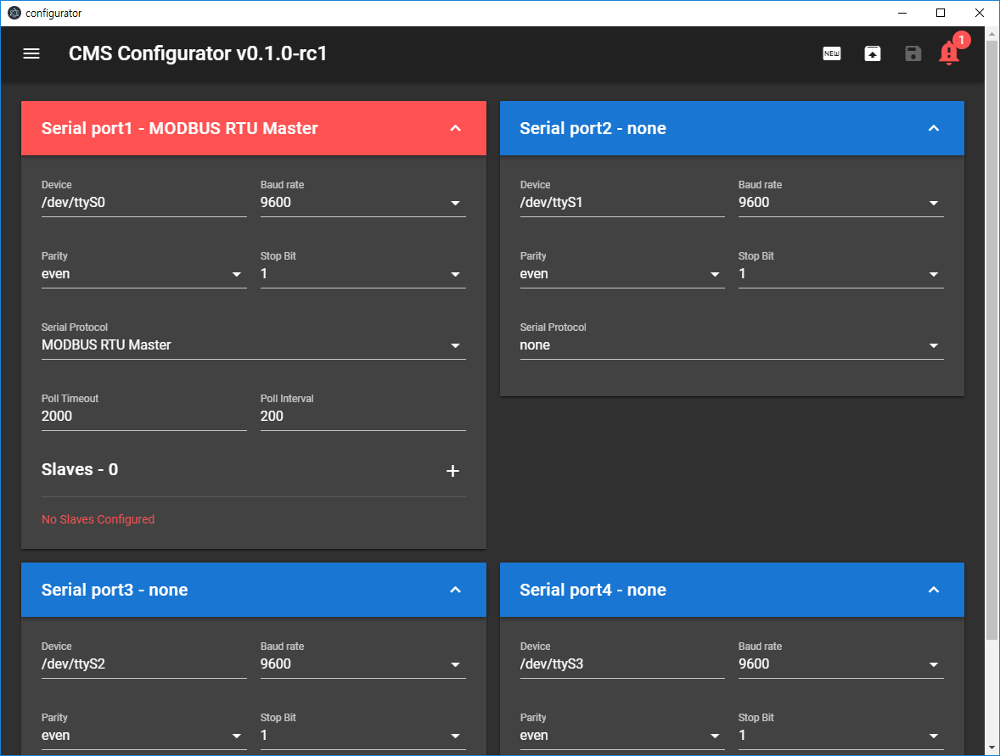 configurator
CMS Configurator v0.1.0-rc1
NEW
1
Serial port1 - MODBUS RTU Master
Device
/dev/ttyS0
Baud rate
9600
Parity
even
Stop Bit
1
Serial Protocol
MODBUS RTU Master
Poll Timeout
2000
Poll Interval
200
Slaves - 0
No Slaves Configured
Serial port2 - none
Device
/dev/ttyS1
Baud rate
9600
Parity
even
Stop Bit
1
Serial Protocol
none
Serial port3 - none
Device
/dev/ttyS2
Baud rate
9600
Parity
even
Stop Bit
1
Serial port4 - none
Device
/dev/ttyS3
Baud rate
9600
Parity
even
Stop Bit
1